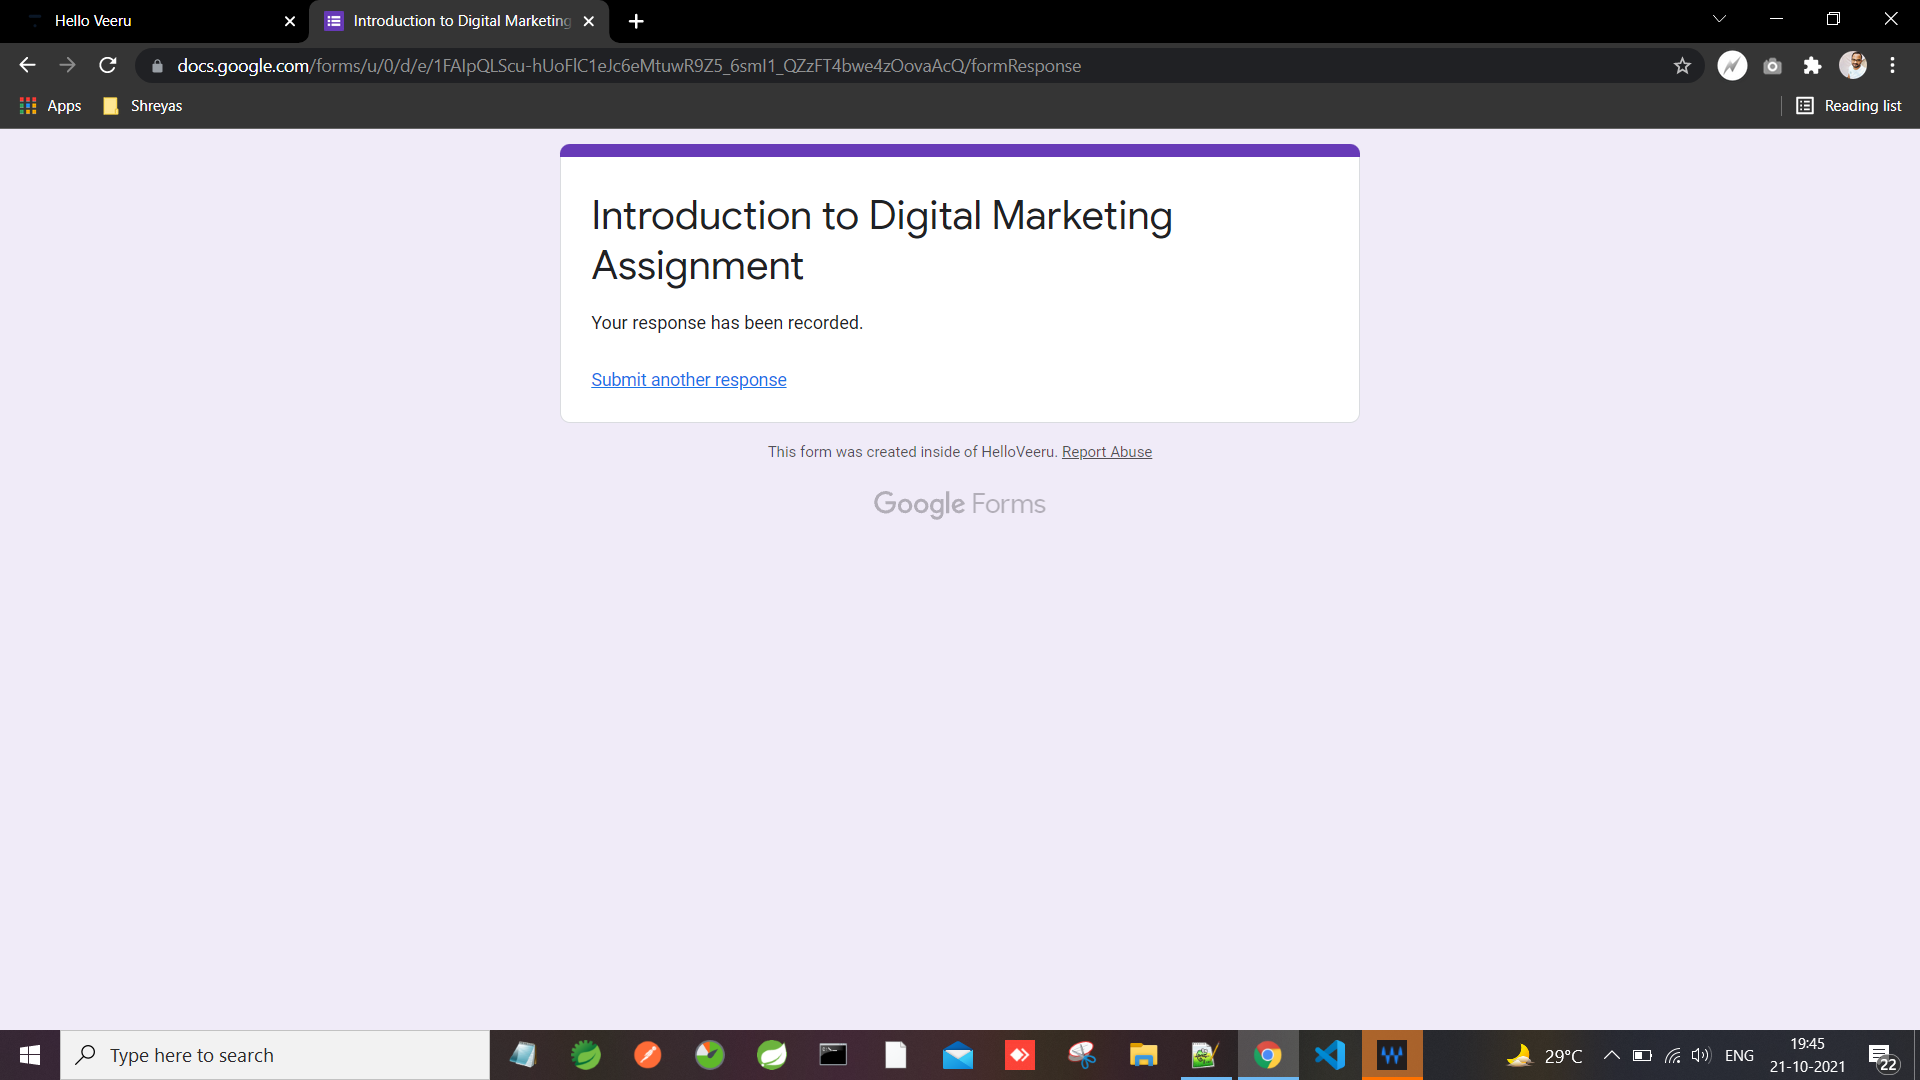 Hello Veeru
Introduction to Digital Marketing
docs.google.com/forms/u/0/d/e/1FAIpQLScu-hUoFlC1eJc6eMtuwR9Z5_6smI1_QZzFT4bwe4zOovaAcQ/formResponse
Apps
Shreyas
Reading list
Introduction to Digital Marketing
Assignment
Your response has been recorded.
Submit another response
This form was created inside of HelloVeeru. Report Abuse
Google Forms
Type here to search
29°C
ENG
19:45
21-10-2021
22